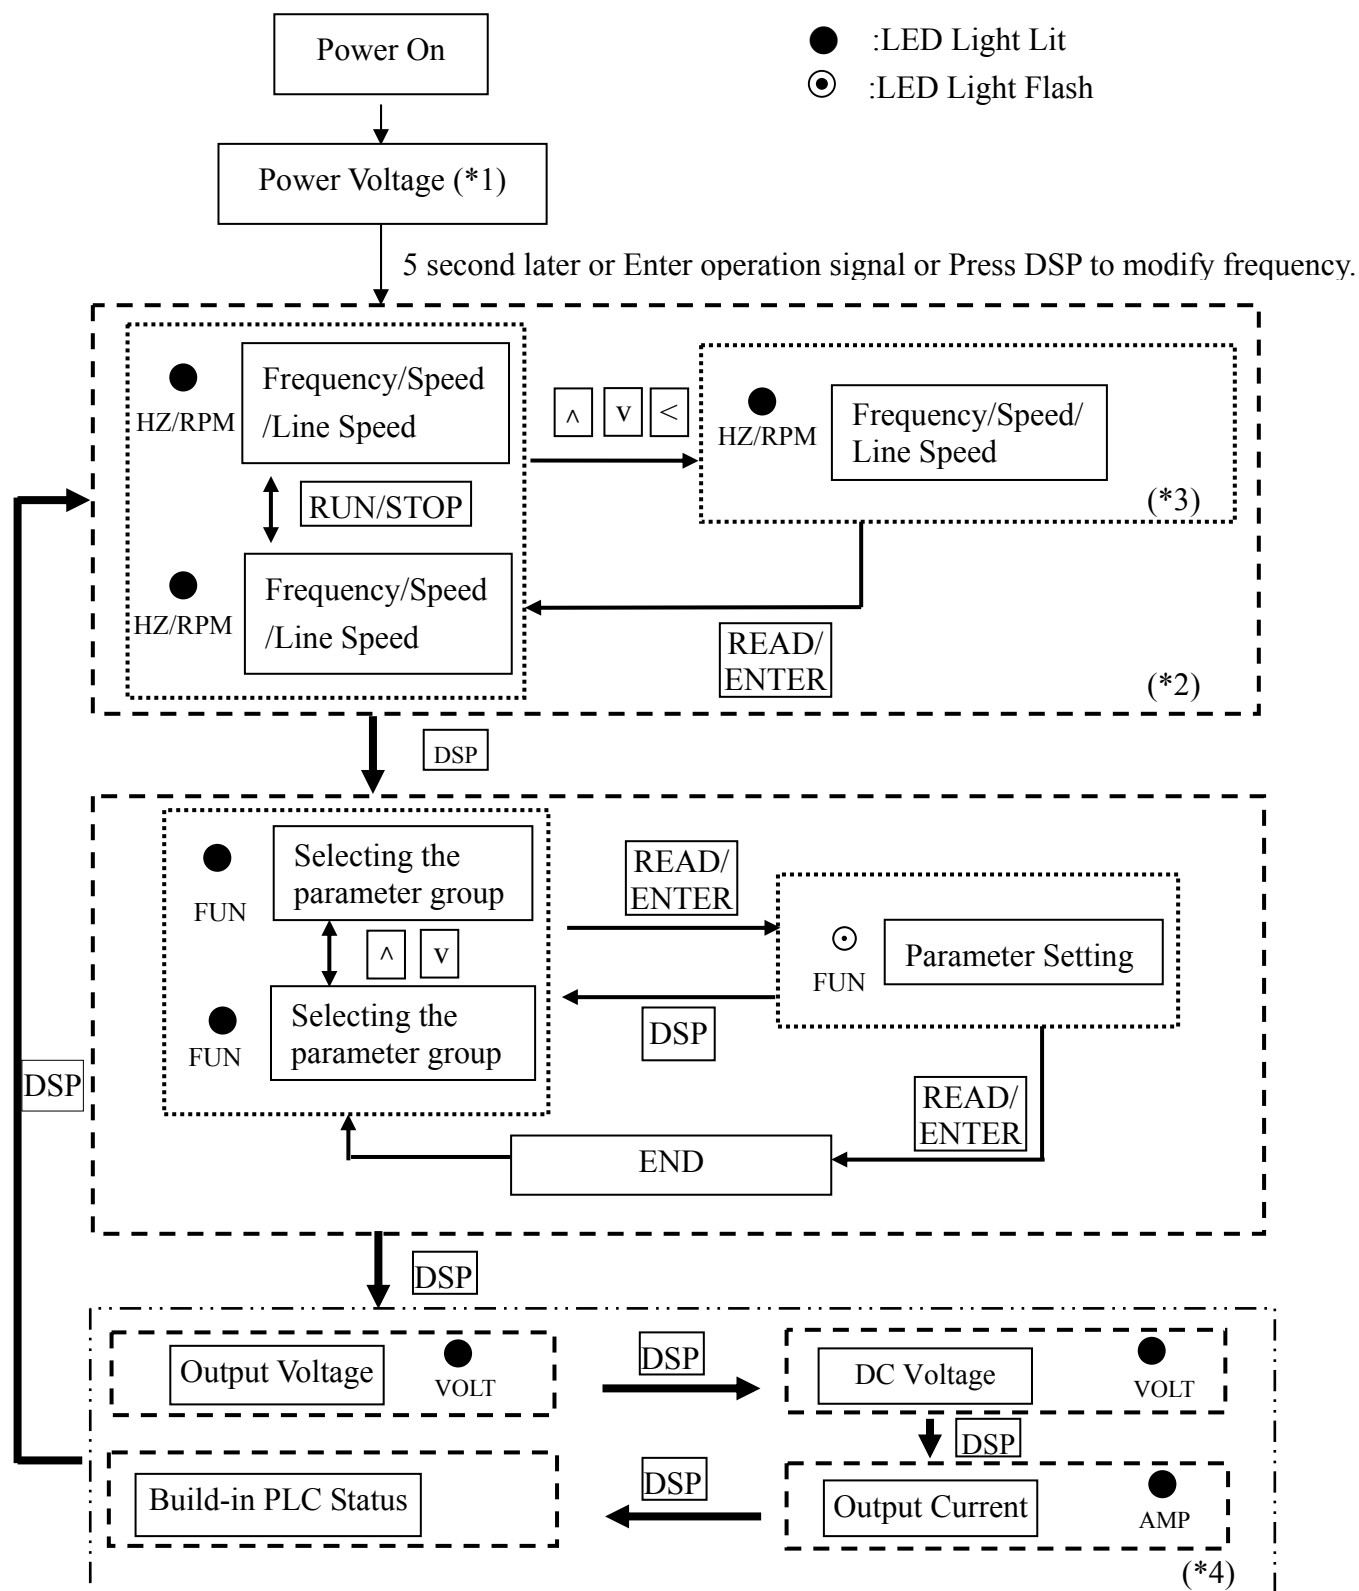 Power On
:LED Light Lit
:LED Light Flash
Power Voltage (*1)
5 second later or Enter operation signal or Press DSP to modify frequency.
HZ/RPM
Frequency/Speed
/Line Speed
^ v <
HZ/RPM
Frequency/Speed/
Line Speed
(*3)
RUN/STOP
HZ/RPM
Frequency/Speed
/Line Speed
READ/
ENTER
(*2)
DSP
FUN
Selecting the
parameter group
READ/
ENTER
^ v
FUN
Parameter Setting
FUN
Selecting the
parameter group
DSP
DSP
READ/
ENTER
END
DSP
Output Voltage
VOLT
DSP
DC Voltage
VOLT
DSP
Build-in PLC Status
DSP
Output Current
AMP
(*4)